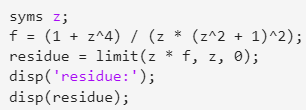 syms z;
f = (1 + z^4) / (z * (z^2 + 1)^2);
residue = limit(z * f, z, 0);
disp('residue:');
disp(residue);